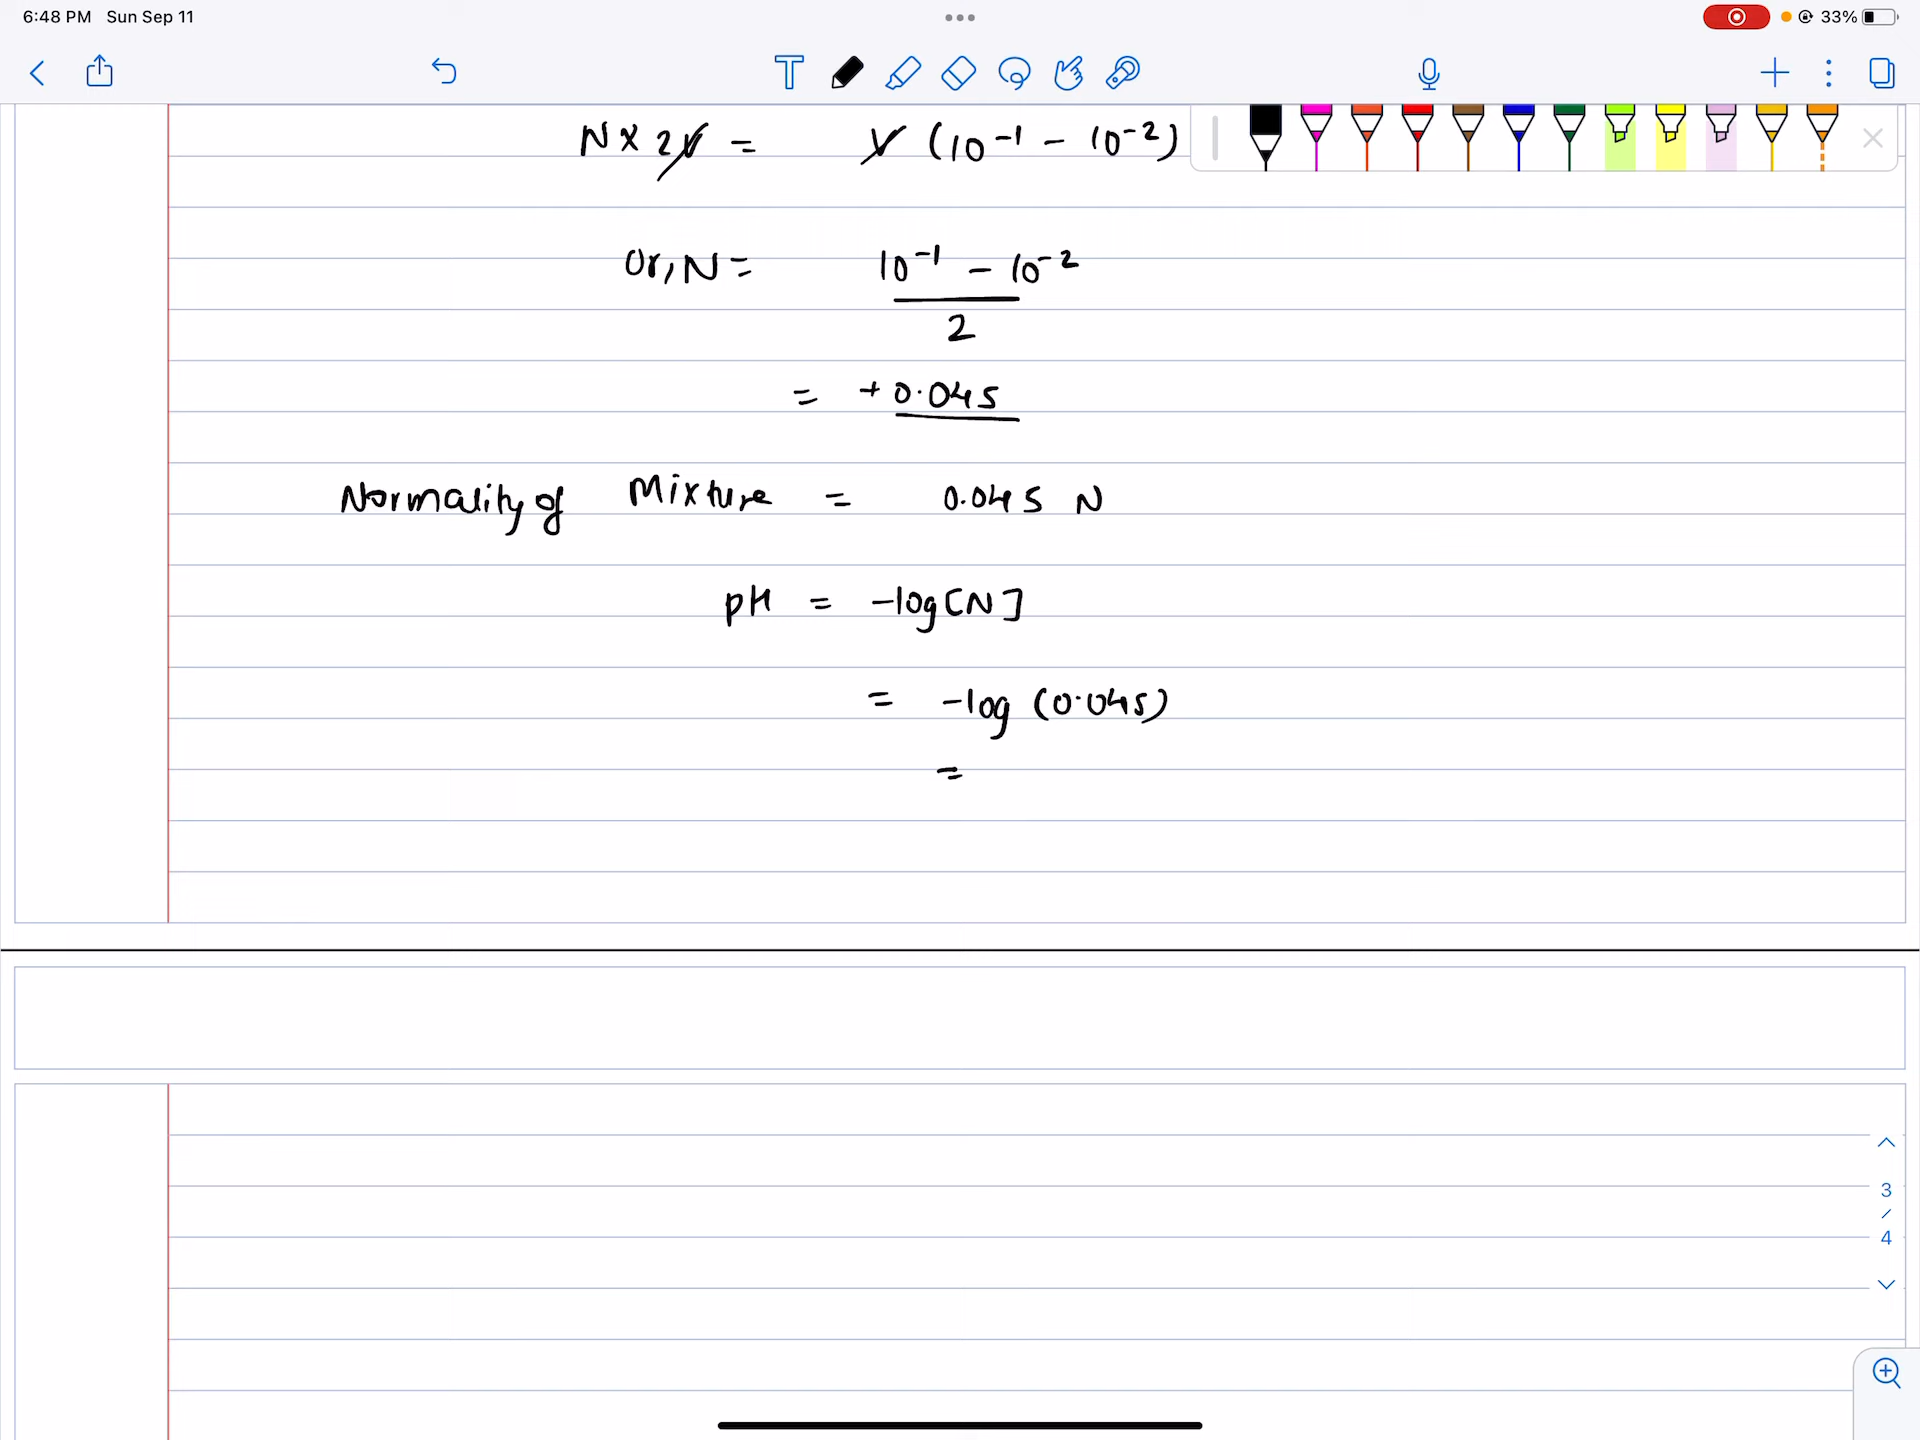 6:48 PM Sun Sep 11
33%
N × 2V = V (10⁻¹ - 10⁻²)
Or, N = 10⁻¹ - 10⁻²
2
= + 0.045
Normality of Mixture = 0.045 N
pH = -log[N]
= -log (0.045)
=
3
/
4